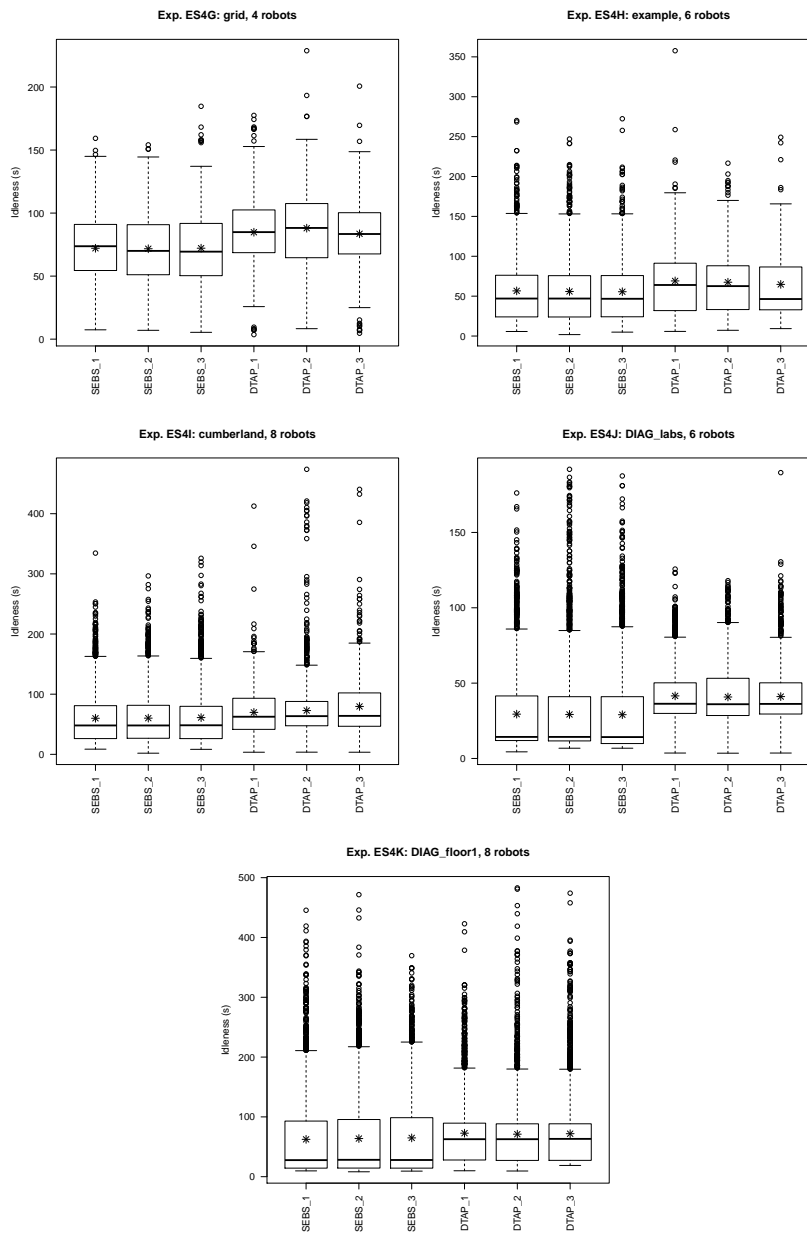 Exp. ES4G: grid, 4 robots
Idleness (s)
200
150
100
50
0
SEBS_1
SEBS_2
SEBS_3
DTAP_1
DTAP_2
DTAP_3
Exp. ES4H: example, 6 robots
Idleness (s)
350
300
250
200
150
100
50
0
SEBS_1
SEBS_2
SEBS_3
DTAP_1
DTAP_2
DTAP_3
Exp. ES4I: cumberland, 8 robots
Idleness (s)
400
300
200
100
0
SEBS_1
SEBS_2
SEBS_3
DTAP_1
DTAP_2
DTAP_3
Exp. ES4J: DIAG_labs, 6 robots
Idleness (s)
150
100
50
0
SEBS_1
SEBS_2
SEBS_3
DTAP_1
DTAP_2
DTAP_3
Exp. ES4K: DIAG_floor1, 8 robots
Idleness (s)
500
400
300
200
100
0
SEBS_1
SEBS_2
SEBS_3
DTAP_1
DTAP_2
DTAP_3